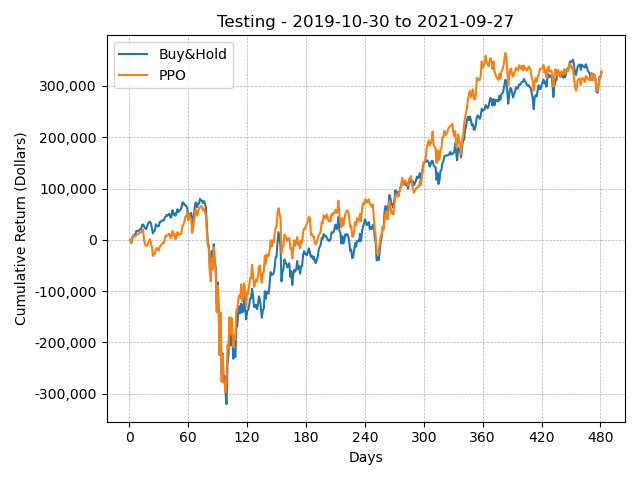 Testing - 2019-10-30 to 2021-09-27
Buy&Hold
PPO
Cumulative Return (Dollars)
300,000
200,000
100,000
0
-100,000
-200,000
-300,000
0 60 120 180 240 300 360 420 480
Days